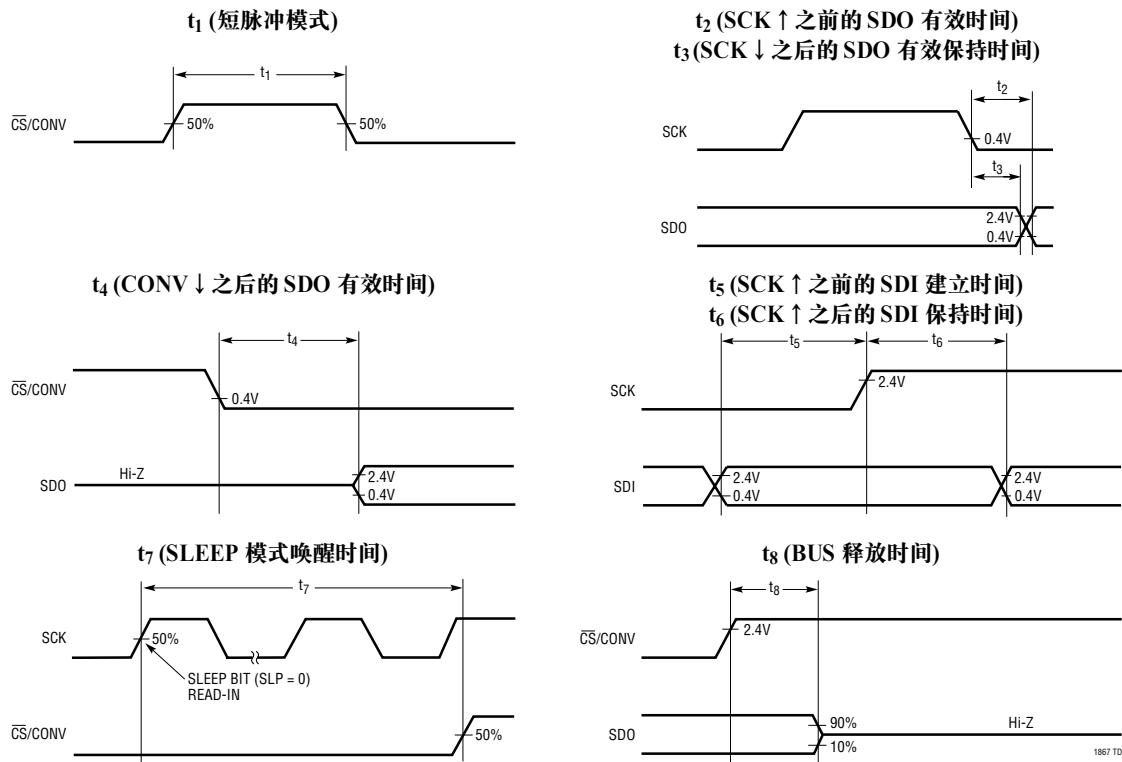 t1 (短脉冲模式)
t1
CS/CONV
50%
50%
t2 (SCK ↑ 之前的 SDO 有效时间)
t3 (SCK ↓ 之后的 SDO 有效保持时间)
t2
SCK
0.4V
t3
SDO
2.4V
0.4V
t4 (CONV ↓ 之后的 SDO 有效时间)
t4
CS/CONV
0.4V
Hi-Z
SDO
2.4V
0.4V
t5 (SCK ↑ 之前的 SDI 建立时间)
t6 (SCK ↑ 之后的 SDI 保持时间)
t5
t6
SCK
2.4V
SDI
2.4V
0.4V
2.4V
0.4V
t7 (SLEEP 模式唤醒时间)
t7
SCK
50%
SLEEP BIT (SLP = 0)
READ-IN
CS/CONV
50%
t8 (BUS 释放时间)
t8
CS/CONV
2.4V
SDO
90%
10%
Hi-Z
1867 TD